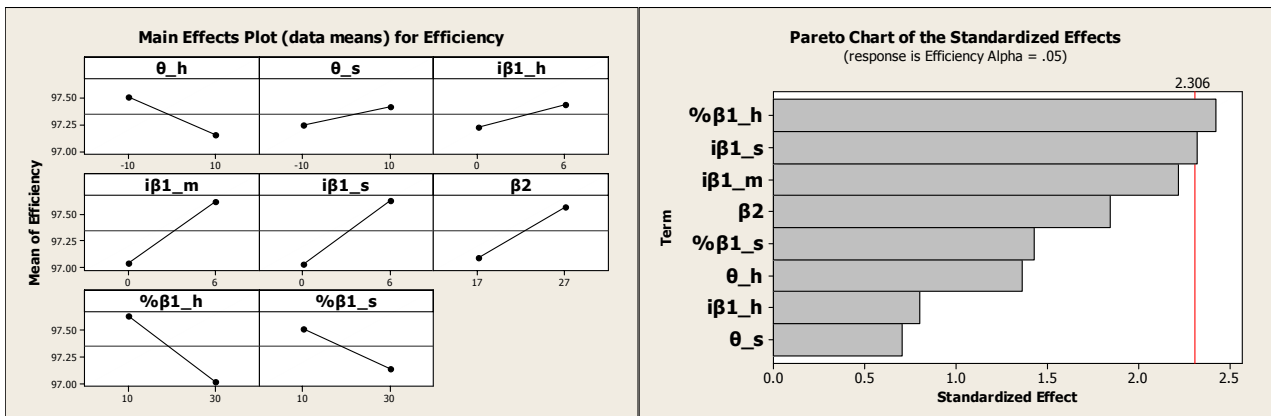 Main Effects Plot (data means) for Efficiency
Mean of Efficiency
θ_h θ_s iβ1_h
97.50
97.25
97.00
-10 10 -10 10 0 6
iβ1_m iβ1_s β2
97.50
97.25
97.00
0 6 0 6 17 27
%β1_h %β1_s
97.50
97.25
97.00
10 30 10 30
Pareto Chart of the Standardized Effects
(response is Efficiency Alpha = .05)
2.306
Term
%β1_h
iβ1_s
iβ1_m
β2
%β1_s
θ_h
iβ1_h
θ_s
0.0 0.5 1.0 1.5 2.0 2.5
Standardized Effect